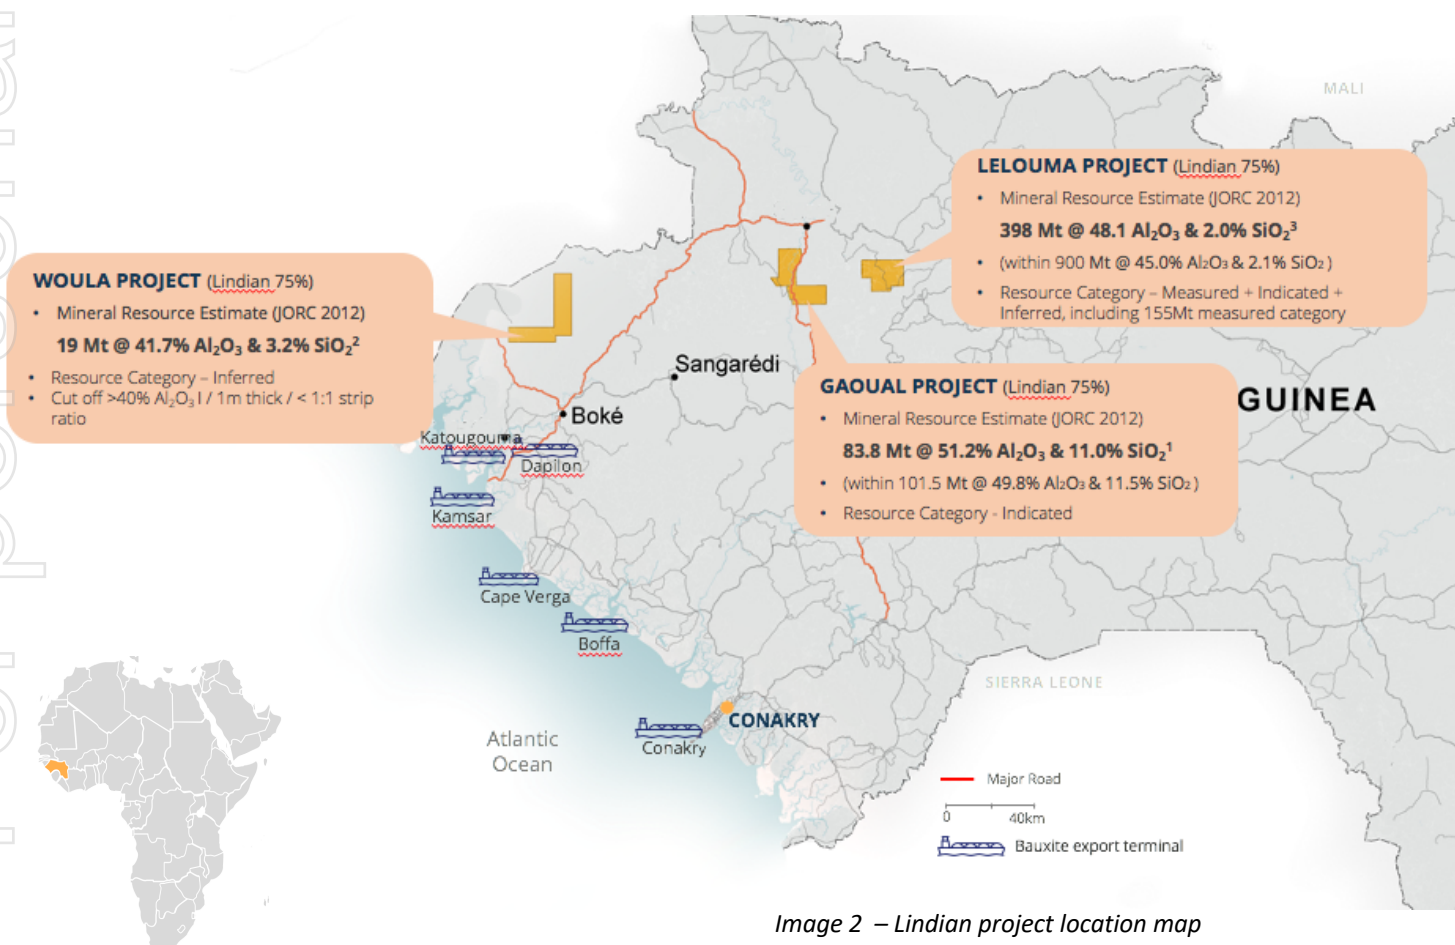 MALI
LELOUMA PROJECT (Lindian 75%)
• Mineral Resource Estimate (JORC 2012)
398 Mt @ 48.1 Al₂O₃ & 2.0% SiO₂³
• (within 900 Mt @ 45.0% Al₂O₃ & 2.1% SiO₂ )
• Resource Category – Measured + Indicated +
Inferred, including 155Mt measured category
WOULA PROJECT (Lindian 75%)
• Mineral Resource Estimate (JORC 2012)
19 Mt @ 41.7% Al₂O₃ & 3.2% SiO₂²
• Resource Category – Inferred
• Cut off >40% Al₂O₃ I / 1m thick / < 1:1 strip
ratio
Sangarédi
GAOUAL PROJECT (Lindian 75%)
• Mineral Resource Estimate (JORC 2012)
83.8 Mt @ 51.2% Al₂O₃ & 11.0% SiO₂¹
• (within 101.5 Mt @ 49.8% Al₂O₃ & 11.5% SiO₂ )
• Resource Category - Indicated
GUINEA
Boké
Katougouma
Dapilon
Kamsar
Cape Verga
Boffa
SIERRA LEONE
CONAKRY
Conakry
Atlantic
Ocean
Major Road
0 40km
Bauxite export terminal
Image 2 – Lindian project location map